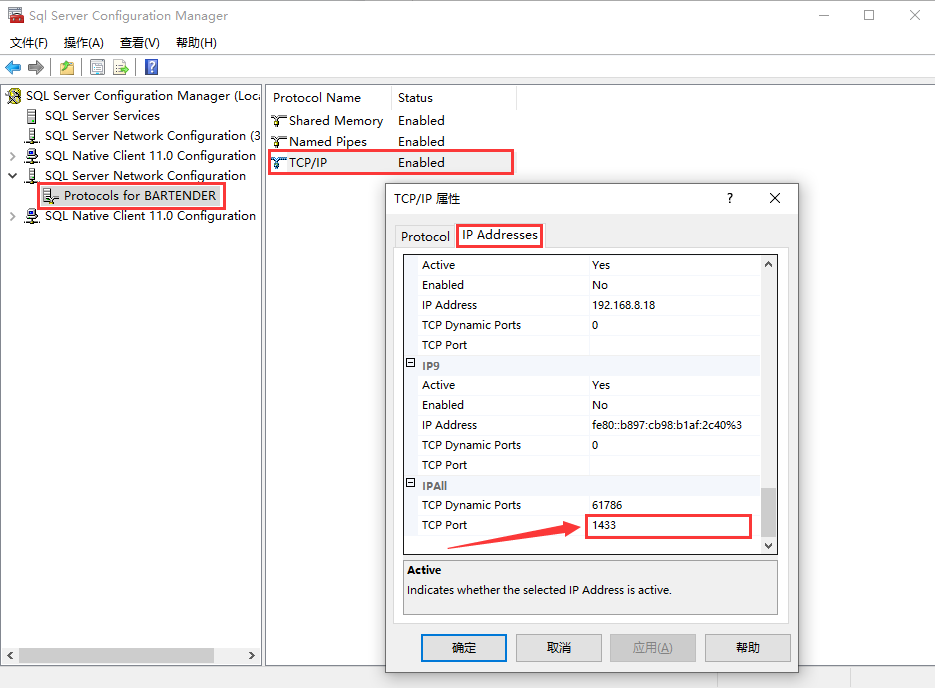 Sql Server Configuration Manager
文件(F) 操作(A) 查看(V) 帮助(H)
SQL Server Configuration Manager (Loca
SQL Server Services
SQL Server Network Configuration (3
SQL Native Client 11.0 Configuration
SQL Server Network Configuration
Protocols for BARTENDER
SQL Native Client 11.0 Configuration
Protocol Name Status
Shared Memory Enabled
Named Pipes Enabled
TCP/IP Enabled
TCP/IP 属性 ?
Protocol IP Addresses
Active Yes
Enabled No
IP Address 192.168.8.18
TCP Dynamic Ports 0
TCP Port
IP9
Active Yes
Enabled No
IP Address fe80::b897:cb98:b1af:2c40%3
TCP Dynamic Ports 0
TCP Port
IPAll
TCP Dynamic Ports 61786
TCP Port 1433
Active
Indicates whether the selected IP Address is active.
确定 取消 应用(A) 帮助